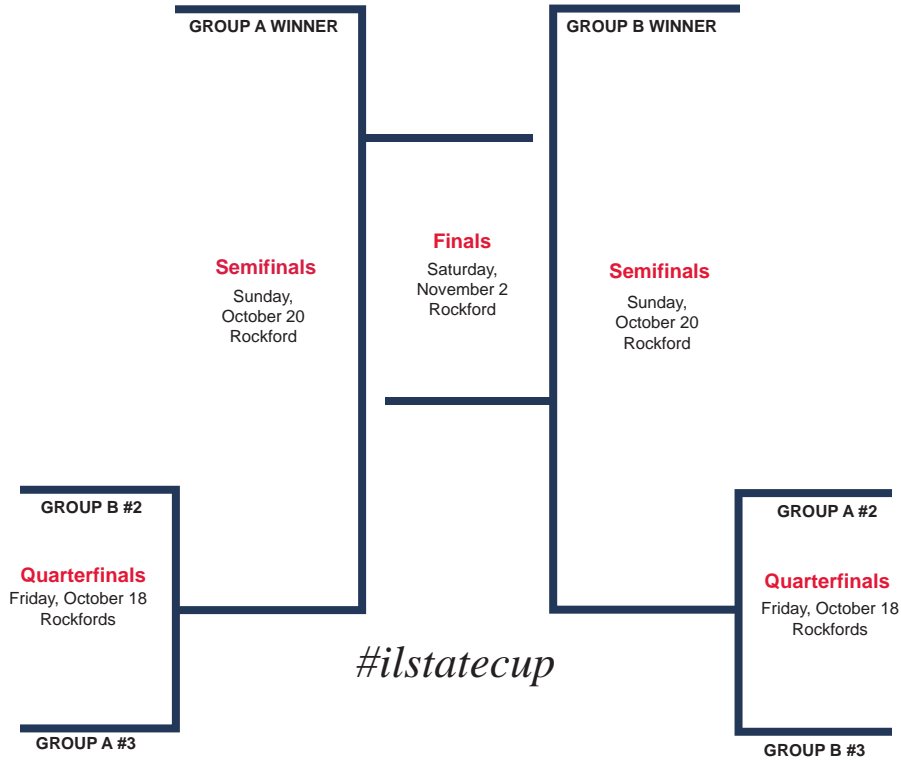 GROUP A WINNER
GROUP B WINNER
Finals
Saturday,
November 2
Rockford
Semifinals
Sunday,
October 20
Rockford
Semifinals
Sunday,
October 20
Rockford
GROUP B #2
Quarterfinals
Friday, October 18
Rockfords
GROUP A #3
GROUP A #2
Quarterfinals
Friday, October 18
Rockfords
GROUP B #3
#ilstatecup